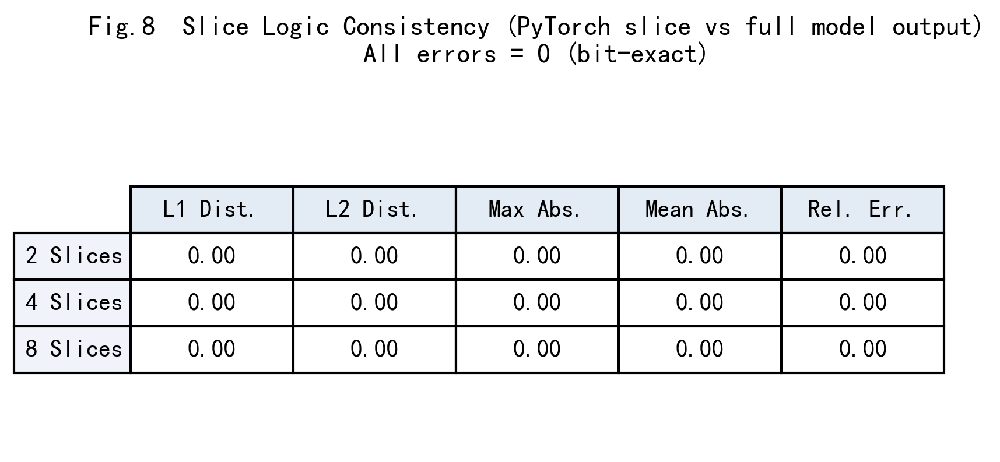 Fig.8  Slice Logic Consistency (PyTorch slice vs full model output)
All errors = 0 (bit-exact)
L1 Dist. L2 Dist. Max Abs. Mean Abs. Rel. Err.
2 Slices 0.00 0.00 0.00 0.00 0.00
4 Slices 0.00 0.00 0.00 0.00 0.00
8 Slices 0.00 0.00 0.00 0.00 0.00